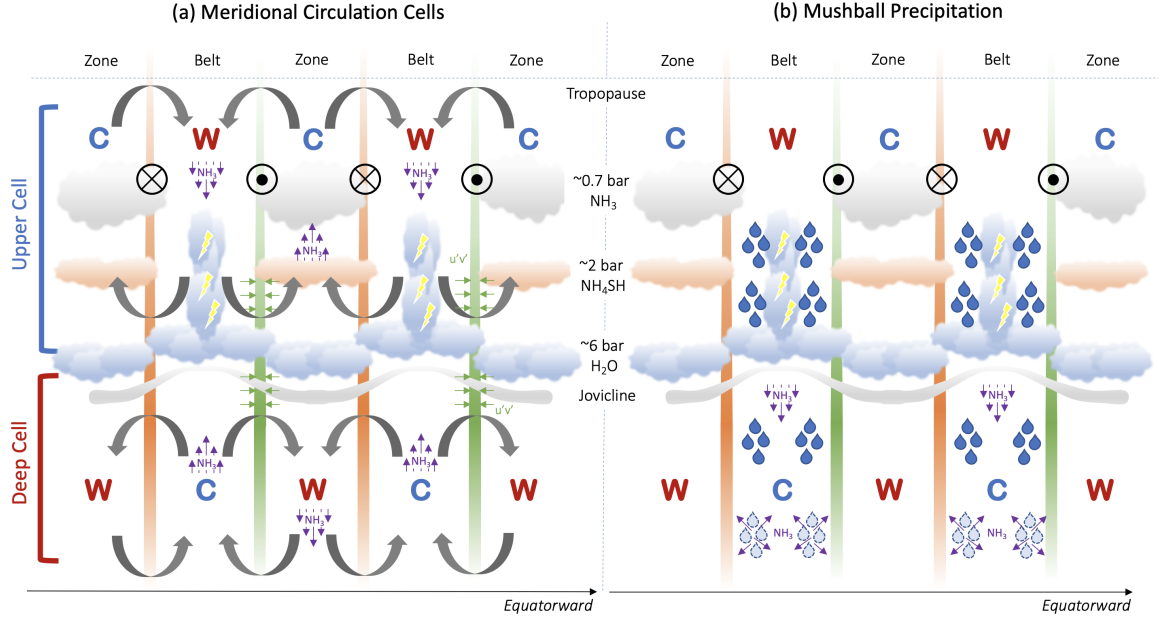 (a) Meridional Circulation Cells
(b) Mushball Precipitation
Zone Belt Zone Belt Zone
Zone Belt Zone Belt Zone
Tropopause
C W C W C
C W C W C
NH₃ NH₃
~0.7 bar
NH₃
Upper Cell
NH₃
u'v'
~2 bar
NH₄SH
~6 bar
H₂O
Jovicline
NH₃ NH₃
u'v'
Deep Cell
NH₃ NH₃
W C W C W
W C W C W
NH₃
NH₃ NH₃
Equatorward
Equatorward